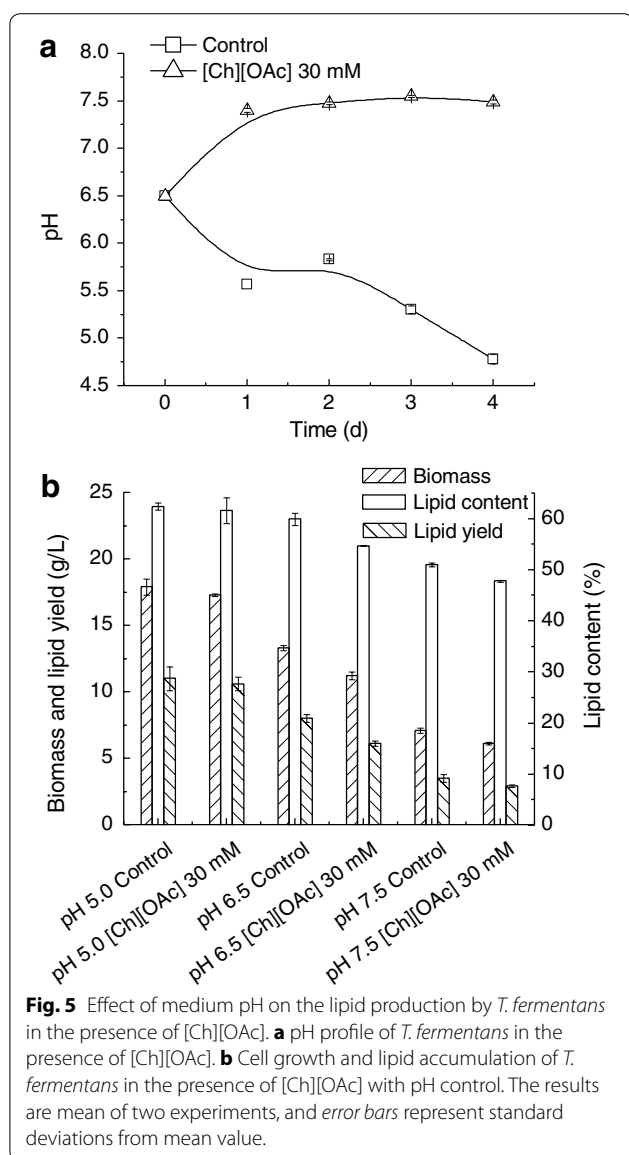 a
Control
[Ch][OAc] 30 mM
8.0
7.5
7.0
6.5
6.0
5.5
5.0
4.5
pH
0 1 2 3 4
Time (d)
b
Biomass
Lipid content
Lipid yield
25
20
15
10
5
0
Biomass and lipid yield (g/L)
60
50
40
30
20
10
0
Lipid content (%)
pH 5.0 Control
pH 5.0 [Ch][OAc] 30 mM
pH 6.5 Control
pH 6.5 [Ch][OAc] 30 mM
pH 7.5 Control
pH 7.5 [Ch][OAc] 30 mM
Fig. 5 Effect of medium pH on the lipid production by T. fermentans
in the presence of [Ch][OAc]. a pH profile of T. fermentans in the
presence of [Ch][OAc]. b Cell growth and lipid accumulation of T.
fermentans in the presence of [Ch][OAc] with pH control. The results
are mean of two experiments, and error bars represent standard
deviations from mean value.